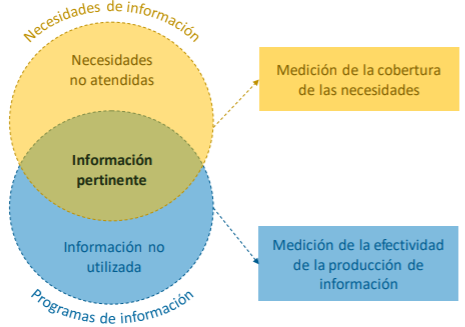 Necesidades de información
Necesidades
no atendidas
Información
pertinente
Información no
utilizada
Programas de información
Medición de la cobertura
de las necesidades
Medición de la efectividad
de la producción de
información